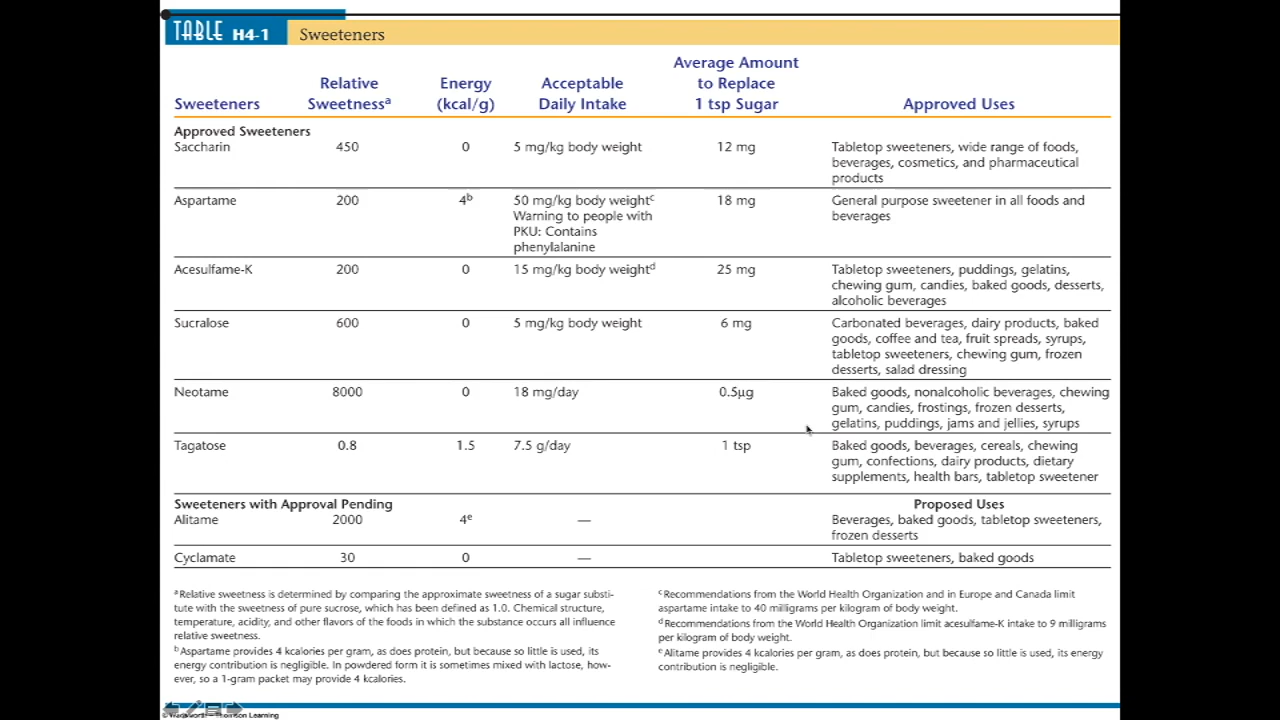 TABLE H4-1 Sweeteners
Sweeteners Relative Sweetnessᵃ Energy (kcal/g) Acceptable Daily Intake Average Amount to Replace 1 tsp Sugar Approved Uses
Approved Sweeteners
Saccharin 450 0 5 mg/kg body weight 12 mg Tabletop sweeteners, wide range of foods,
beverages, cosmetics, and pharmaceutical
products
Aspartame 200 4ᵇ 50 mg/kg body weightᶜ 18 mg General purpose sweetener in all foods and
Warning to people with beverages
PKU: Contains
phenylalanine
Acesulfame-K 200 0 15 mg/kg body weightᵈ 25 mg Tabletop sweeteners, puddings, gelatins,
chewing gum, candies, baked goods, desserts,
alcoholic beverages
Sucralose 600 0 5 mg/kg body weight 6 mg Carbonated beverages, dairy products, baked
goods, coffee and tea, fruit spreads, syrups,
tabletop sweeteners, chewing gum, frozen
desserts, salad dressing
Neotame 8000 0 18 mg/day 0.5µg Baked goods, nonalcoholic beverages, chewing
gum, candies, frostings, frozen desserts,
gelatins, puddings, jams and jellies, syrups
Tagatose 0.8 1.5 7.5 g/day 1 tsp Baked goods, beverages, cereals, chewing
gum, confections, dairy products, dietary
supplements, health bars, tabletop sweetener
Sweeteners with Approval Pending Proposed Uses
Alitame 2000 4ᵉ — Beverages, baked goods, tabletop sweeteners,
frozen desserts
Cyclamate 30 0 — Tabletop sweeteners, baked goods
ᵃRelative sweetness is determined by comparing the approximate sweetness of a sugar substi-
tute with the sweetness of pure sucrose, which has been defined as 1.0. Chemical structure,
temperature, acidity, and other flavors of the foods in which the substance occurs all influence
relative sweetness.
ᵇAspartame provides 4 kcalories per gram, as does protein, but because so little is used, its
energy contribution is negligible. In powdered form it is sometimes mixed with lactose, how-
ever, so a 1-gram packet may provide 4 kcalories.
ᶜRecommendations from the World Health Organization and in Europe and Canada limit
aspartame intake to 40 milligrams per kilogram of body weight.
ᵈRecommendations from the World Health Organization limit acesulfame-K intake to 9 milligrams
per kilogram of body weight.
ᵉAlitame provides 4 kcalories per gram, as does protein, but because so little is used, its energy
contribution is negligible.
© Wadsworth – Thomson Learning